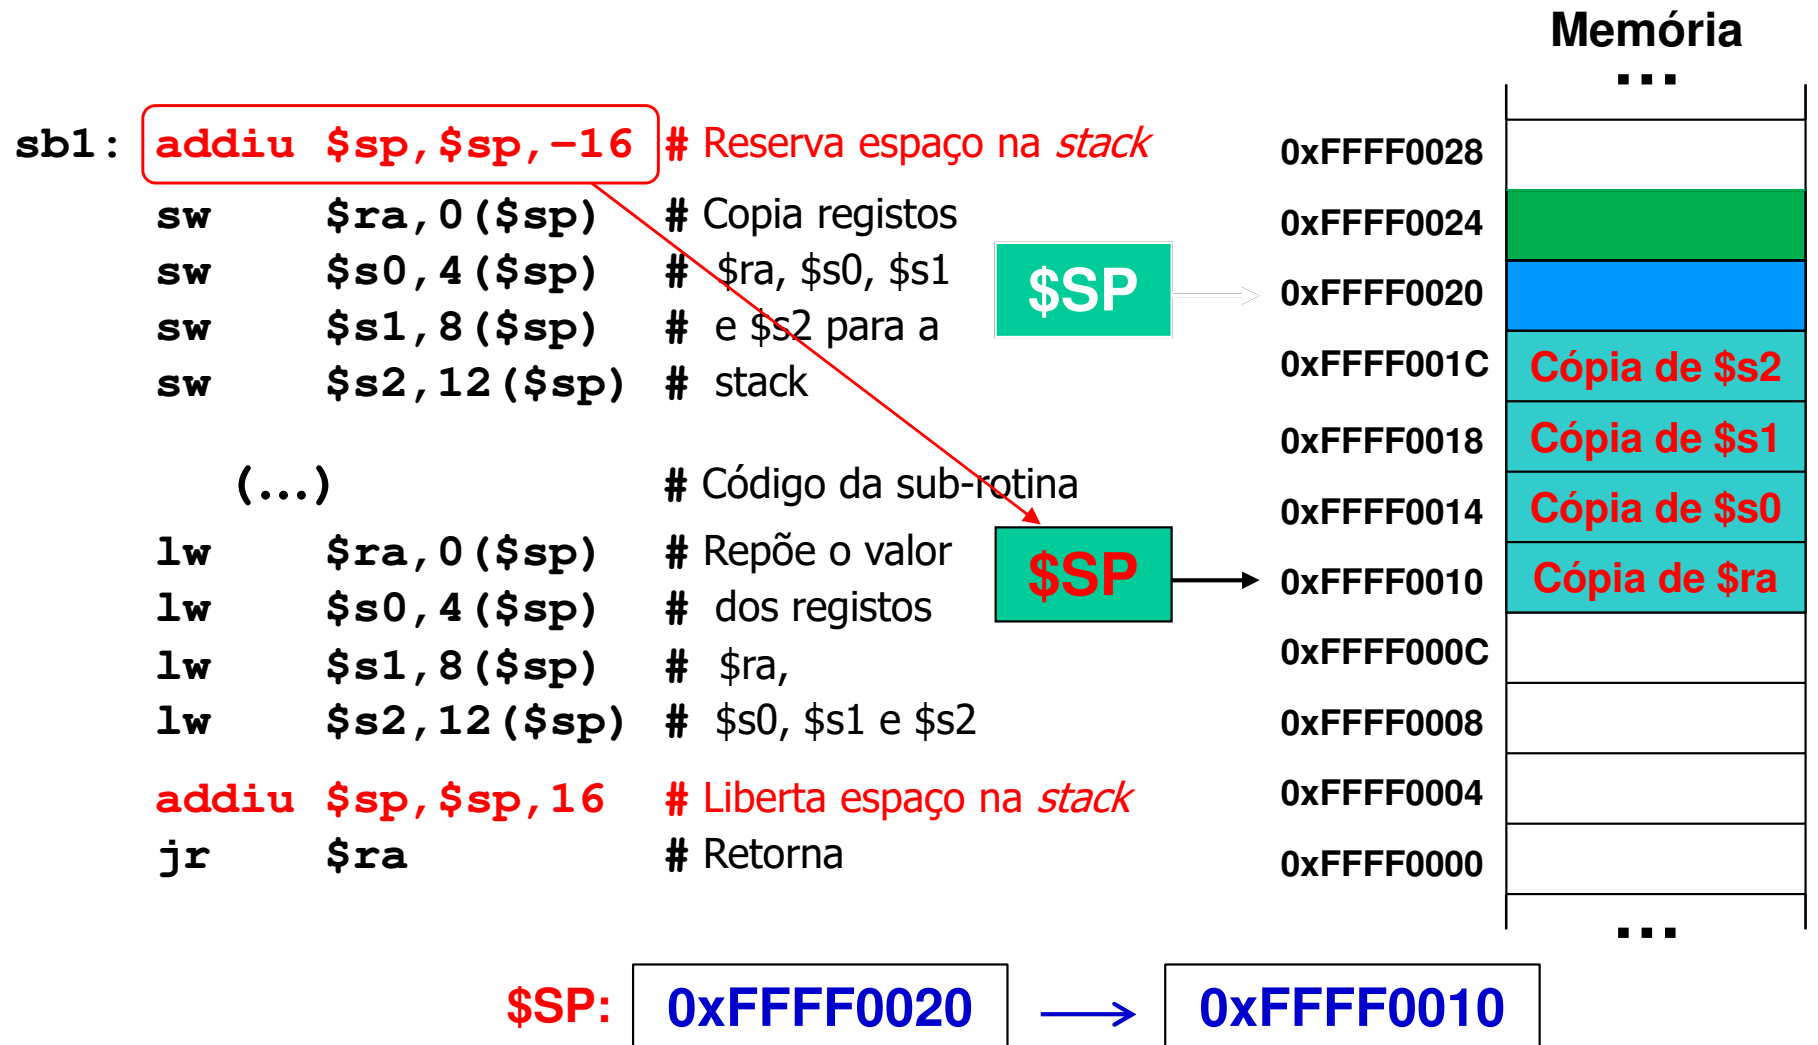 Memória
...
sb1: addiu $sp,$sp,-16 # Reserva espaço na stack
sw $ra,0($sp) # Copia registos
sw $s0,4($sp) # $ra, $s0, $s1
sw $s1,8($sp) # e $s2 para a
sw $s2,12($sp) # stack
(...) # Código da sub-rotina
lw $ra,0($sp) # Repõe o valor
lw $s0,4($sp) # dos registos
lw $s1,8($sp) # $ra,
lw $s2,12($sp) # $s0, $s1 e $s2
addiu $sp,$sp,16 # Liberta espaço na stack
jr $ra # Retorna
$SP
$SP
0xFFFF0028
0xFFFF0024
0xFFFF0020
0xFFFF001C Cópia de $s2
0xFFFF0018 Cópia de $s1
0xFFFF0014 Cópia de $s0
0xFFFF0010 Cópia de $ra
0xFFFF000C
0xFFFF0008
0xFFFF0004
0xFFFF0000
...
$SP: 0xFFFF0020 → 0xFFFF0010